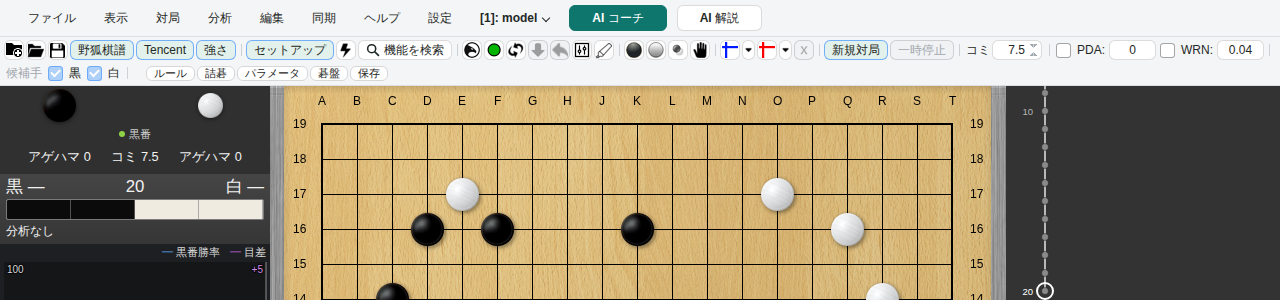 ファイル 表示 対局 分析 編集 同期 ヘルプ 設定 [1]: model AI コーチ AI 解説
野狐棋譜 Tencent 強さ セットアップ 機能を検索 X 新規対局 一時停止 コミ 7.5 PDA: 0 WRN: 0.04
候補手 黒 白 ルール 詰碁 パラメータ 碁盤 保存
A B C D E F G H J K L M N O P Q R S T
10
19 19
黒番
アゲハマ 0 コミ 7.5 アゲハマ 0
18 18
黒 — 20 白 —
17 17
分析なし
16 16
黒番勝率 目差
100 +5
15 15
20
14 14